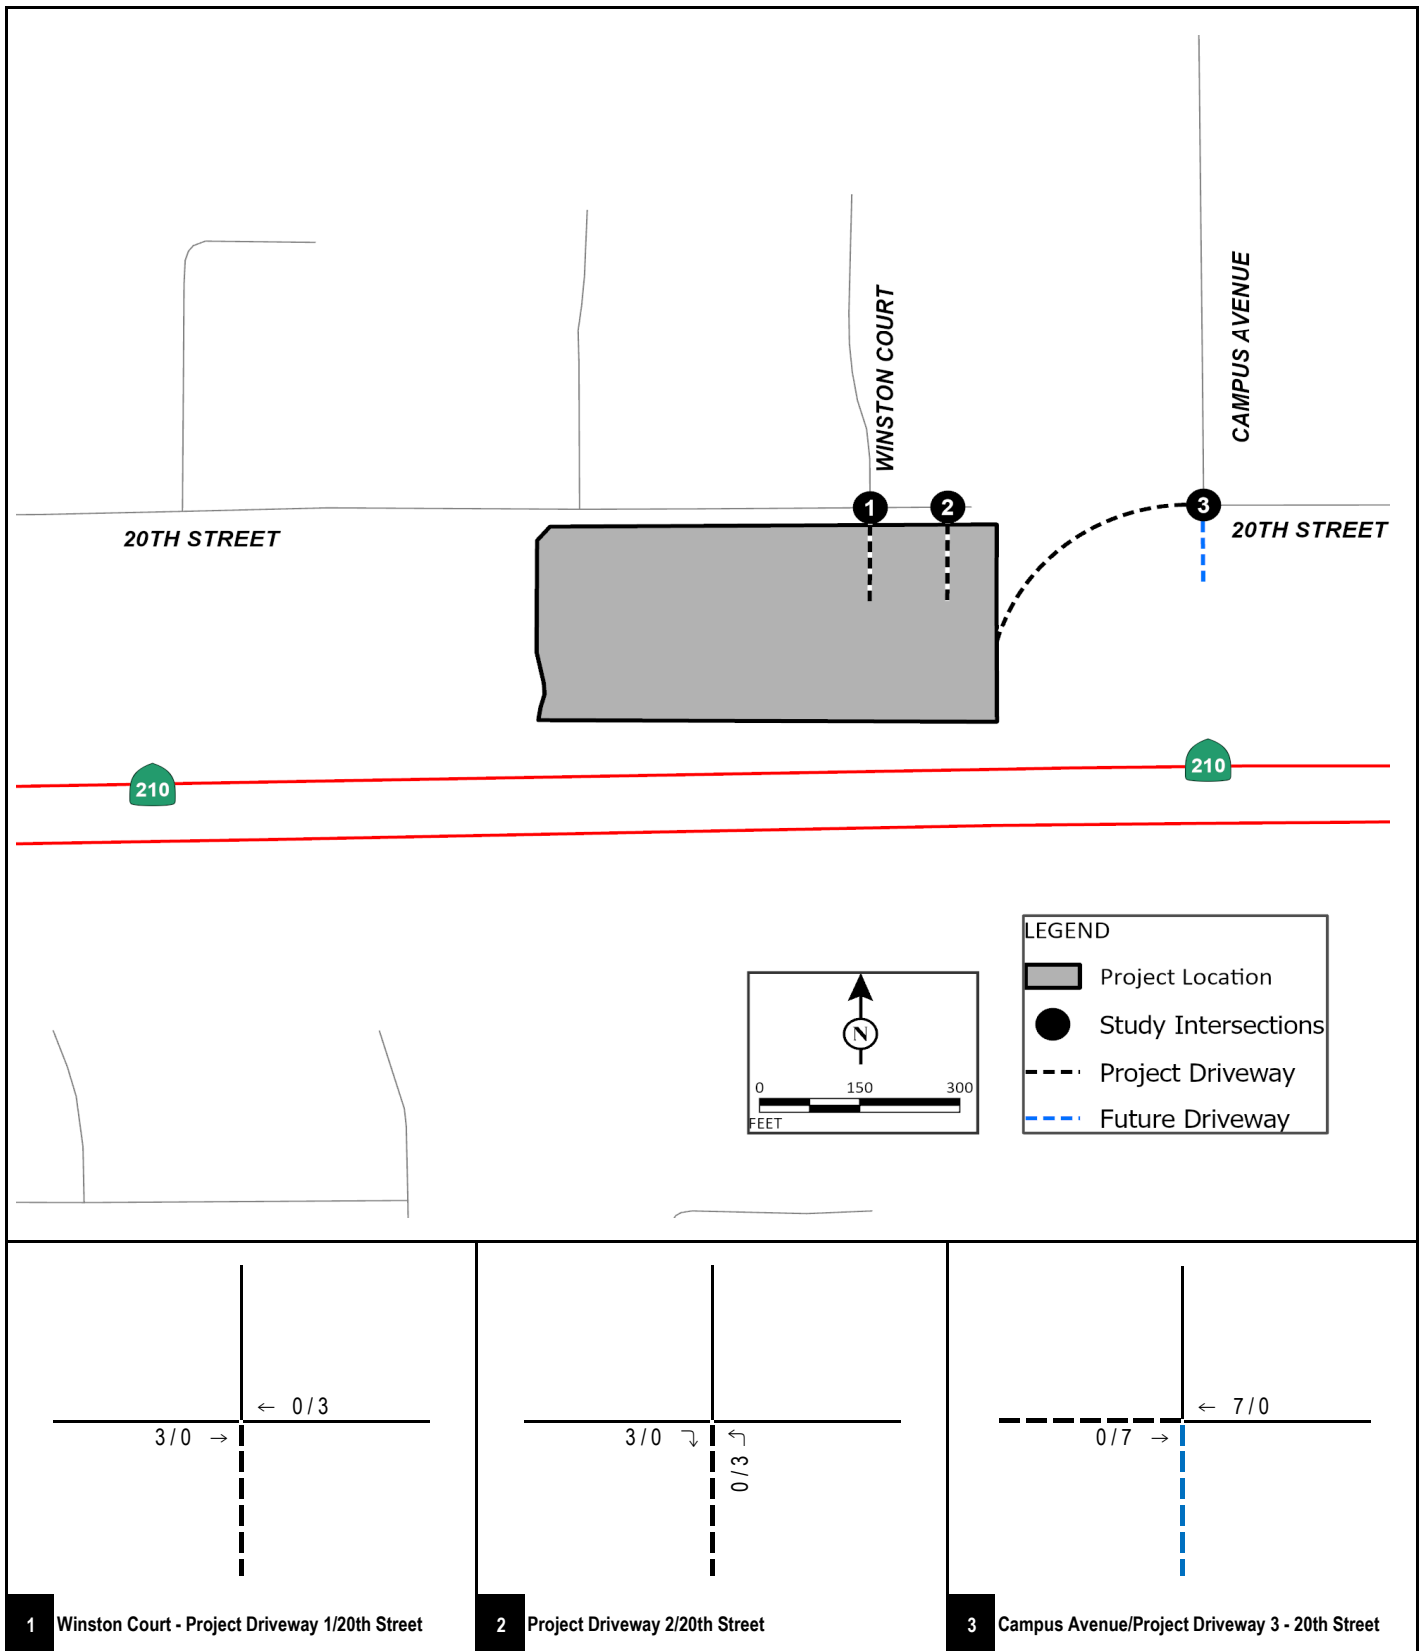 WINSTON COURT
CAMPUS AVENUE
1
2
3
20TH STREET
20TH STREET
210
210
LEGEND
Project Location
Study Intersections
Project Driveway
Future Driveway
N
0 150 300
FEET
0 / 3
3 / 0
1 Winston Court - Project Driveway 1/20th Street
3 / 0
0 / 3
2 Project Driveway 2/20th Street
7 / 0
0 / 7
3 Campus Avenue/Project Driveway 3 - 20th Street